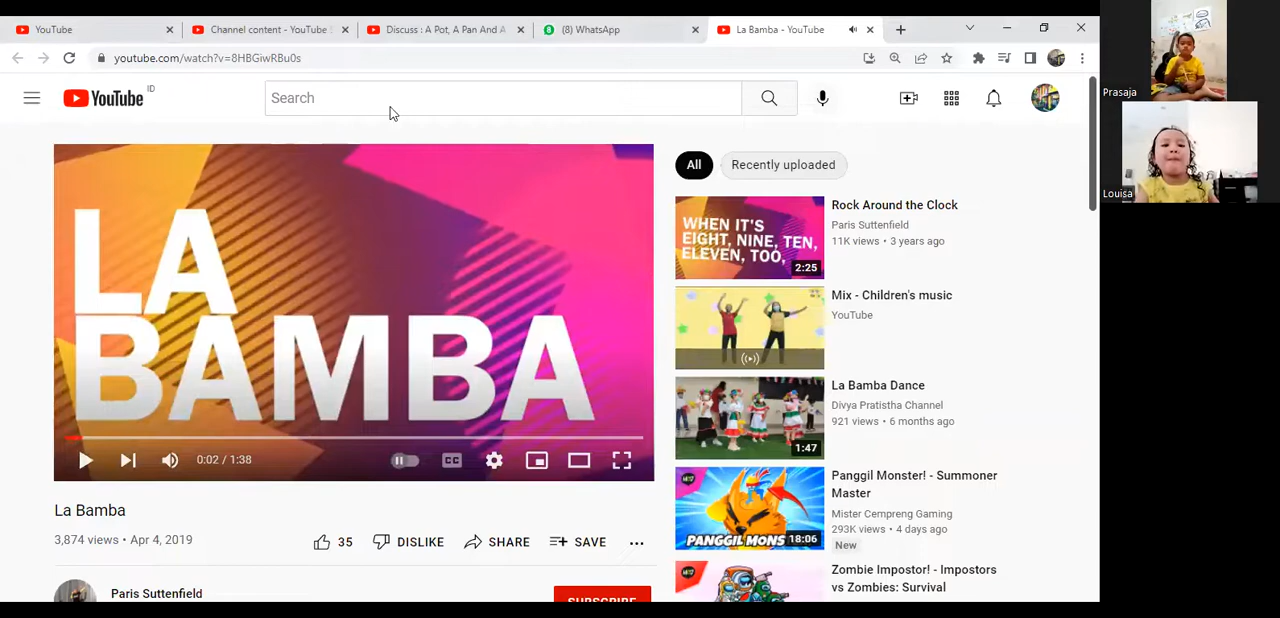 YouTube
Channel content - YouTube
Discuss : A Pot, A Pan And A
(8) WhatsApp
La Bamba - YouTube
youtube.com/watch?v=8HBGiwRBu0s
YouTube ID
Search
LA
BAMBA
0:02 / 1:38
CC
La Bamba
3,874 views • Apr 4, 2019
35
DISLIKE
SHARE
SAVE
Paris Suttenfield
SUBSCRIBE
All
Recently uploaded
WHEN IT'S
EIGHT, NINE, TEN,
ELEVEN, TOO,
2:25
Rock Around the Clock
Paris Suttenfield
11K views • 3 years ago
Mix - Children's music
YouTube
1:47
La Bamba Dance
Divya Pratistha Channel
921 views • 6 months ago
PANGGIL MONS
18:06
Panggil Monster! - Summoner
Master
Mister Cempreng Gaming
293K views • 4 days ago
New
Zombie Impostor! - Impostors
vs Zombies: Survival
Prasaja
Louisa